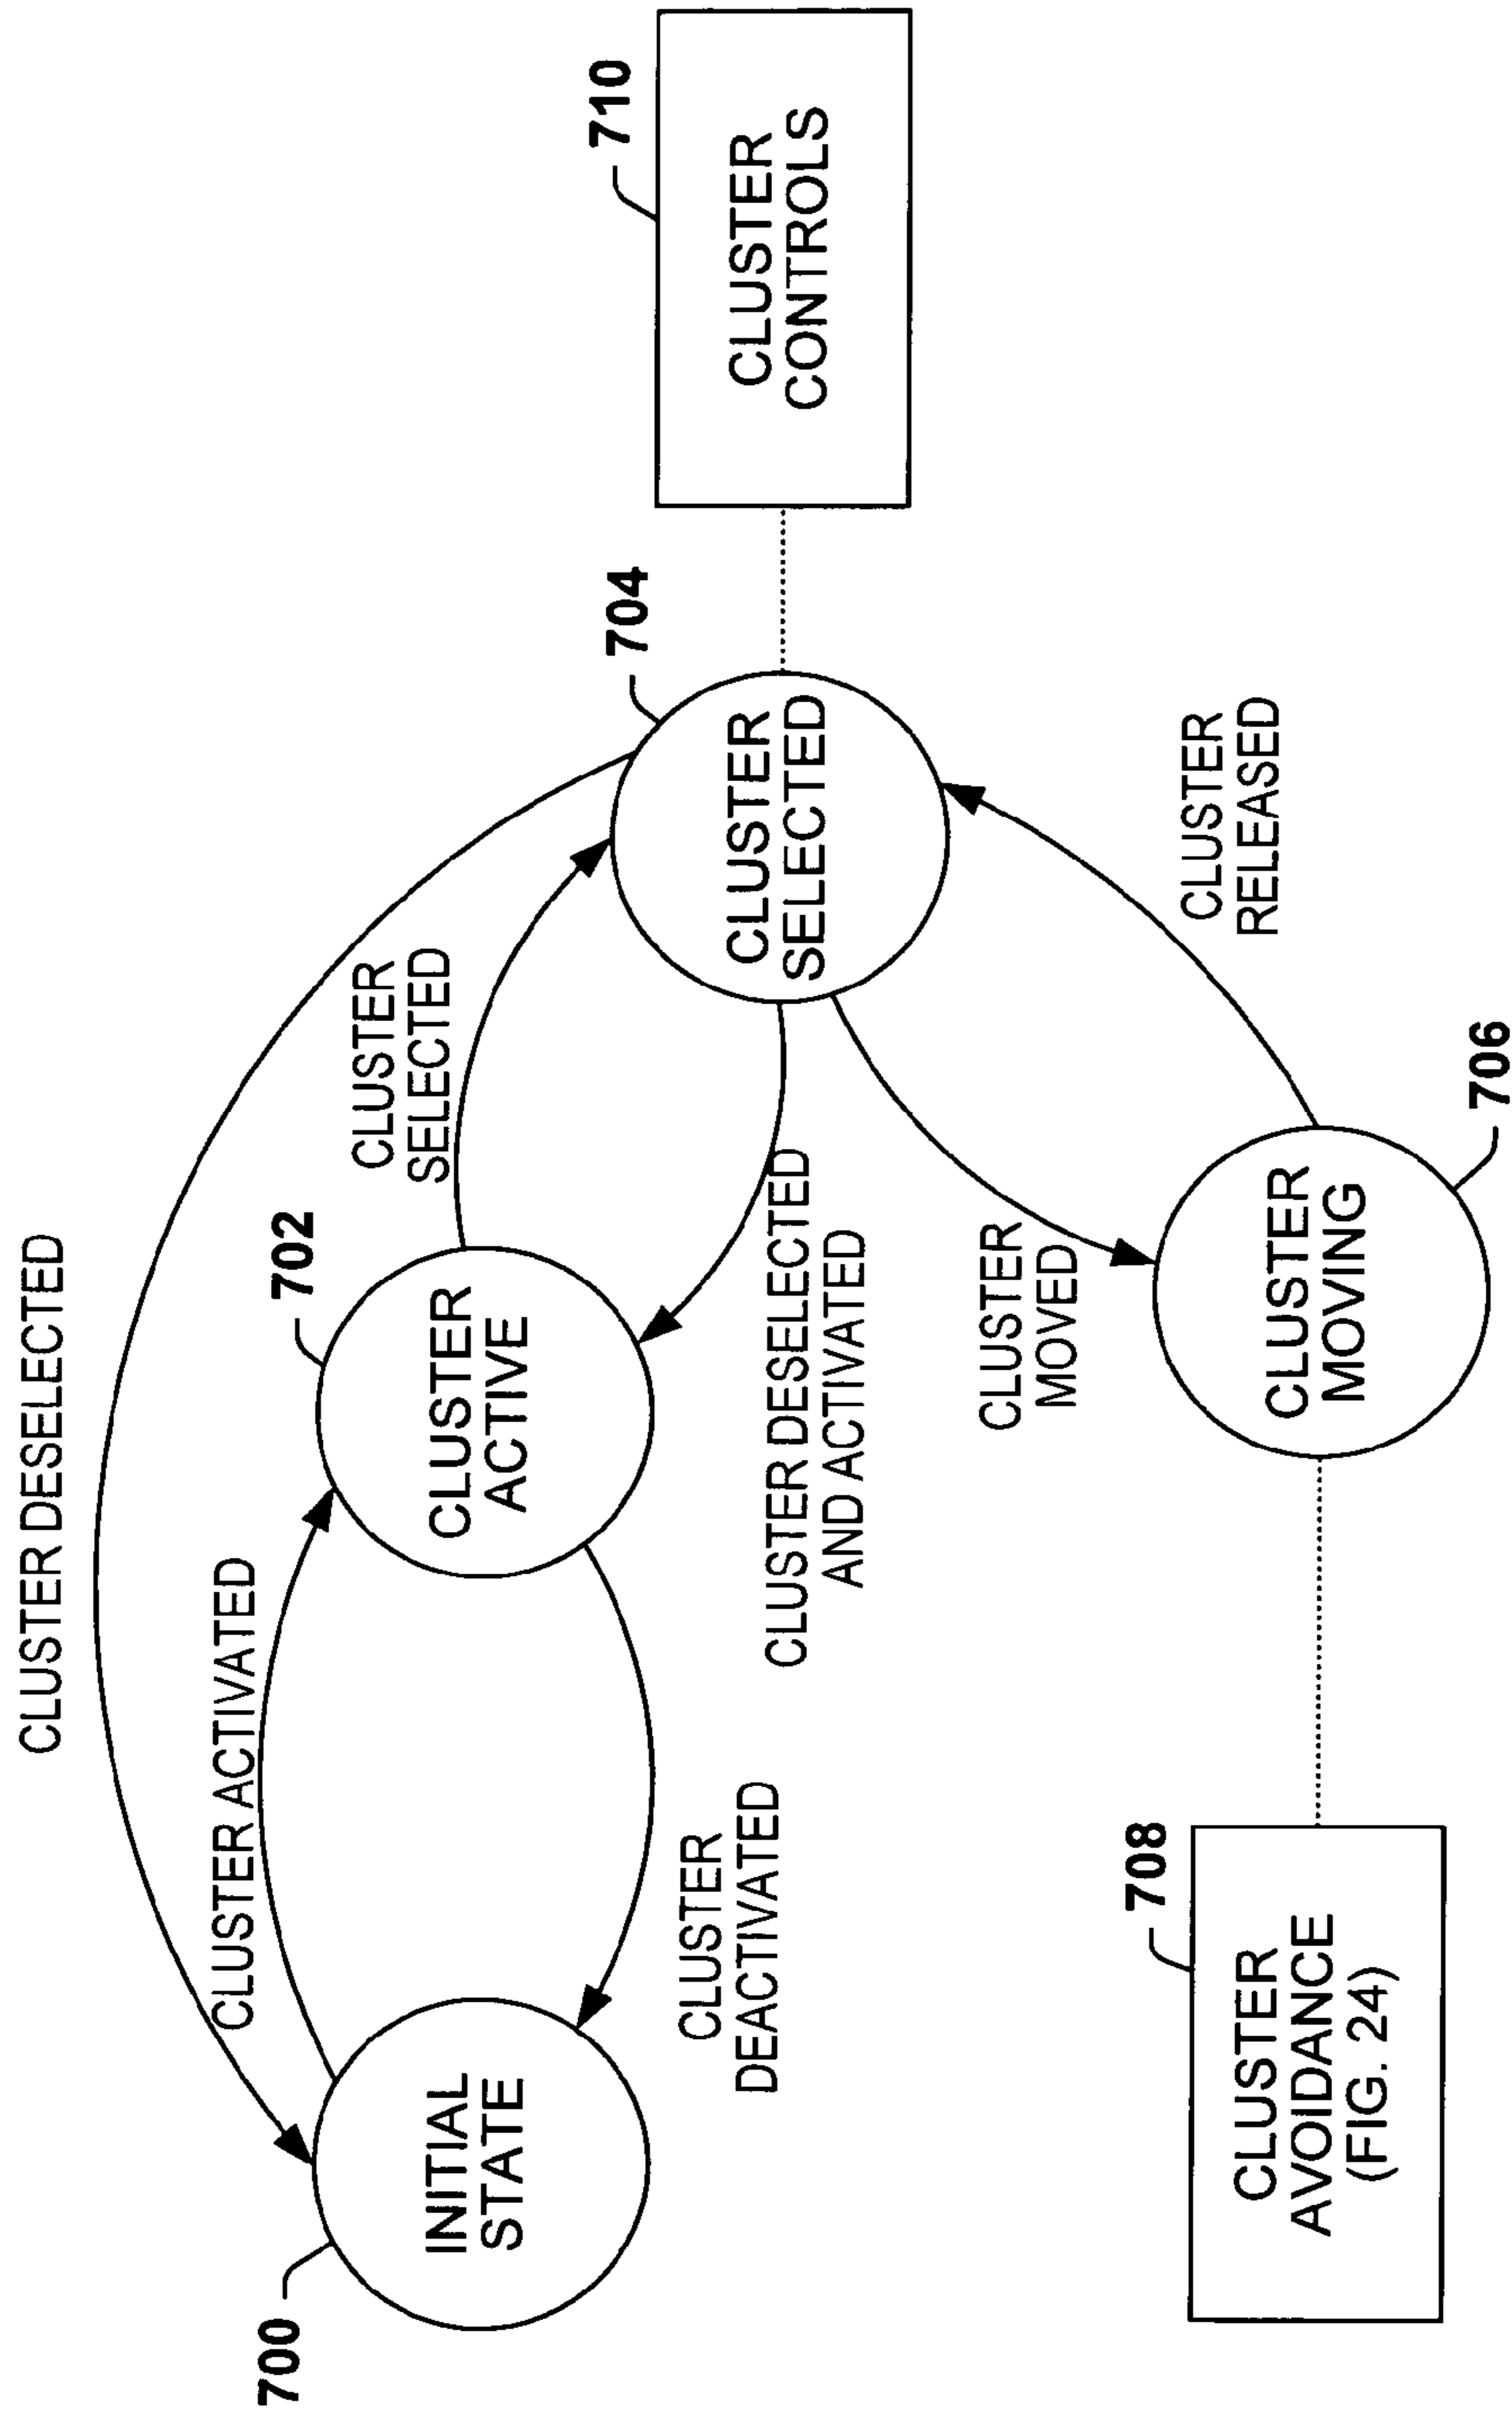 CLUSTER DESELECTED
CLUSTER ACTIVATED
CLUSTER
SELECTED
700
INITIAL
STATE
702
CLUSTER
ACTIVE
704
CLUSTER
SELECTED
710
CLUSTER
CONTROLS
CLUSTER
DEACTIVATED
CLUSTER DESELECTED
AND ACTIVATED
CLUSTER
MOVED
CLUSTER
RELEASED
708
CLUSTER
AVOIDANCE
(FIG. 24)
CLUSTER
MOVING
706